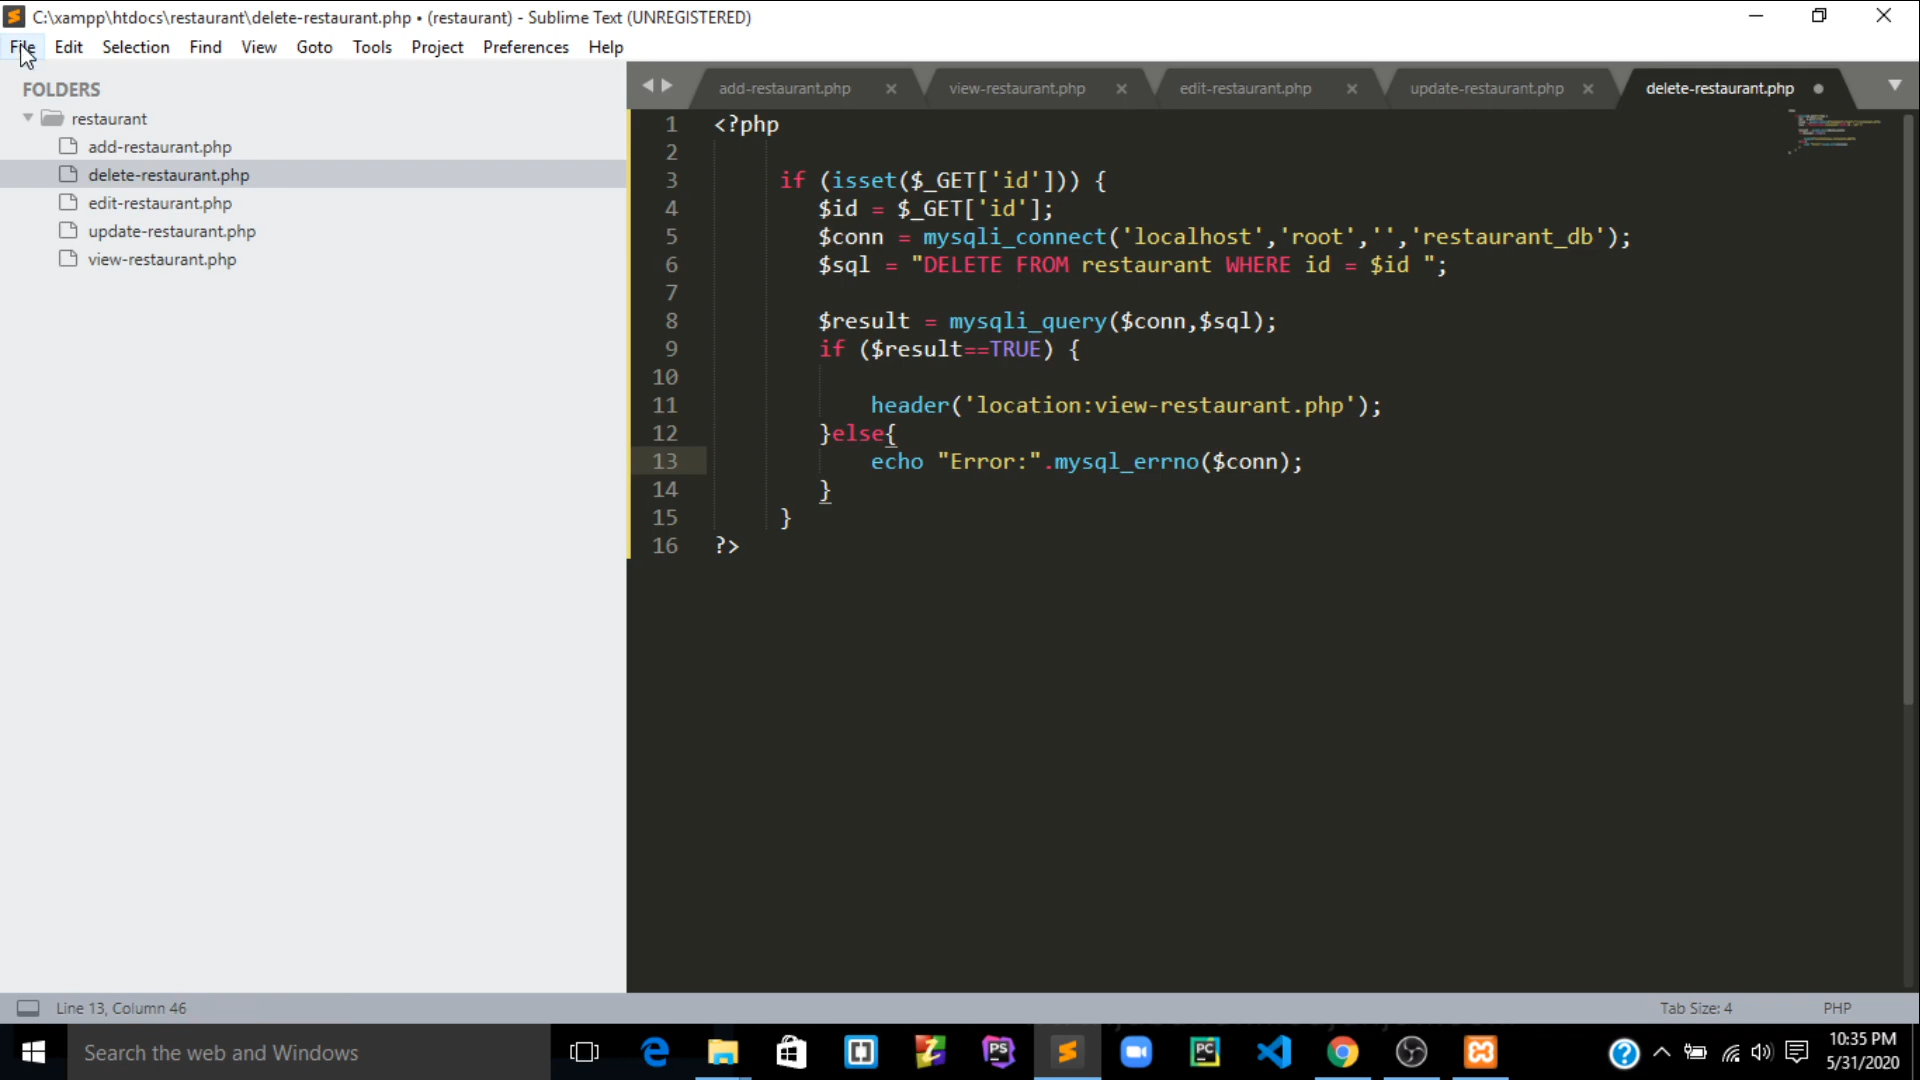 C:\xampp\htdocs\restaurant\delete-restaurant.php • (restaurant) - Sublime Text (UNREGISTERED)
File Edit Selection Find View Goto Tools Project Preferences Help
FOLDERS
restaurant
add-restaurant.php
delete-restaurant.php
edit-restaurant.php
update-restaurant.php
view-restaurant.php
add-restaurant.php view-restaurant.php edit-restaurant.php update-restaurant.php delete-restaurant.php
1 <?php
2
3 if (isset($_GET['id'])) {
4 $id = $_GET['id'];
5 $conn = mysqli_connect('localhost','root','','restaurant_db');
6 $sql = "DELETE FROM restaurant WHERE id = $id ";
7
8 $result = mysqli_query($conn,$sql);
9 if ($result==TRUE) {
10
11 header('location:view-restaurant.php');
12 }else{
13 echo "Error:".mysql_errno($conn);
14 }
15 }
16 ?>
Line 13, Column 46 Tab Size: 4 PHP
Search the web and Windows
PS
PC
10:35 PM
5/31/2020